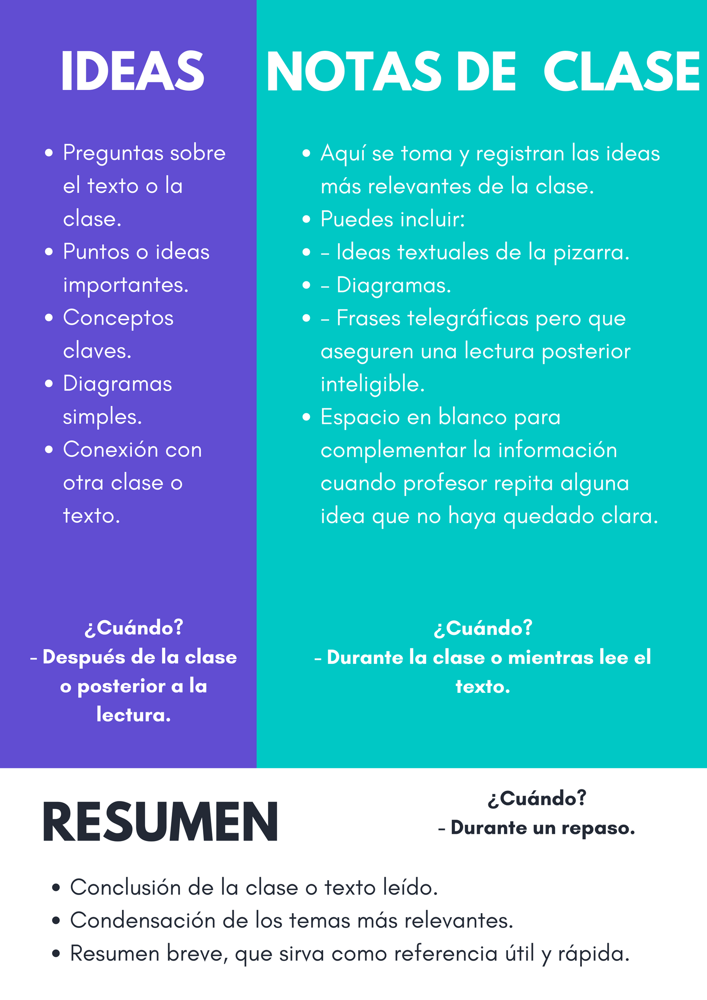 IDEAS
• Preguntas sobre
el texto o la
clase.
• Puntos o ideas
importantes.
• Conceptos
claves.
• Diagramas
simples.
• Conexión con
otra clase o
texto.
¿Cuándo?
- Después de la clase
o posterior a la
lectura.
NOTAS DE CLASE
• Aquí se toma y registran las ideas
más relevantes de la clase.
• Puedes incluir:
• - Ideas textuales de la pizarra.
• - Diagramas.
• - Frases telegráficas pero que
aseguren una lectura posterior
inteligible.
• Espacio en blanco para
complementar la información
cuando profesor repita alguna
idea que no haya quedado clara.
¿Cuándo?
- Durante la clase o mientras lee el
texto.
RESUMEN
¿Cuándo?
- Durante un repaso.
• Conclusión de la clase o texto leído.
• Condensación de los temas más relevantes.
• Resumen breve, que sirva como referencia útil y rápida.